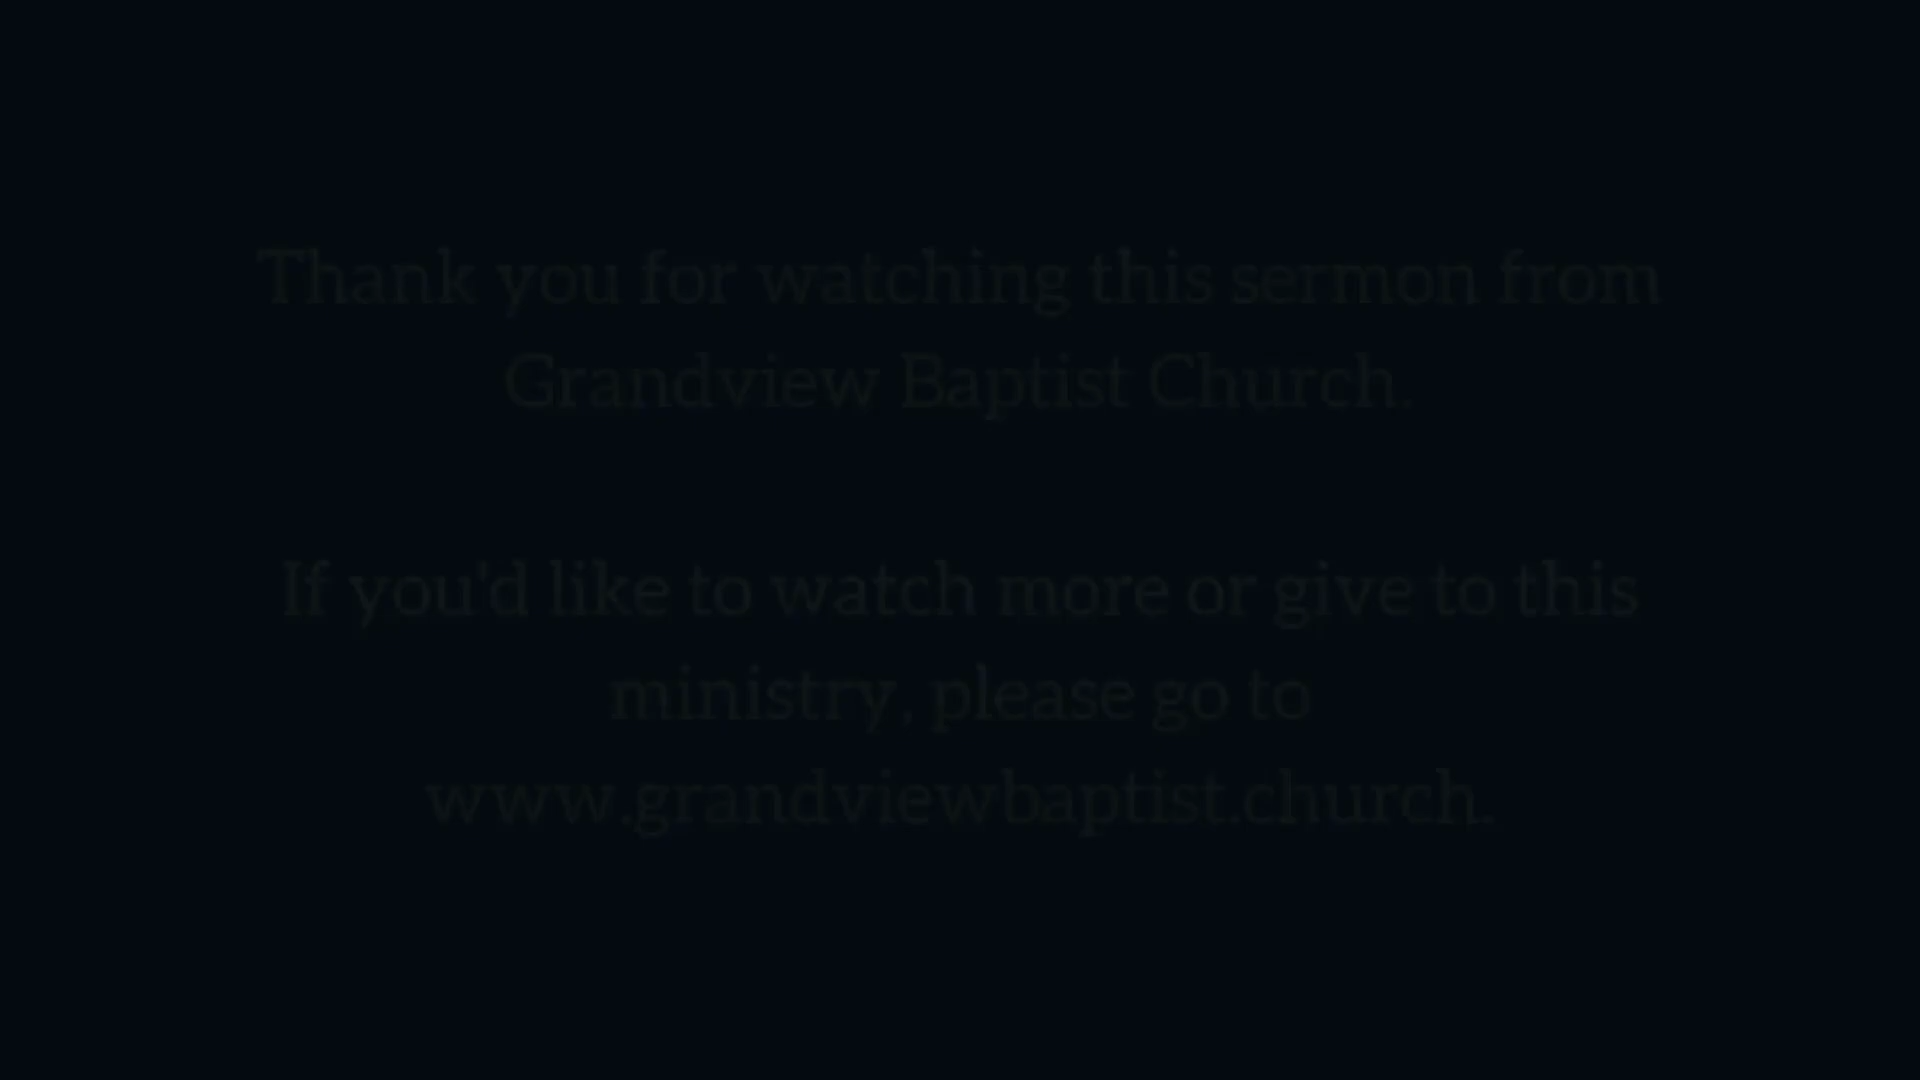 Thank you for watching this sermon from
Grandview Baptist Church.
If you'd like to watch more or give to this
ministry, please go to
www.grandviewbaptist.church.